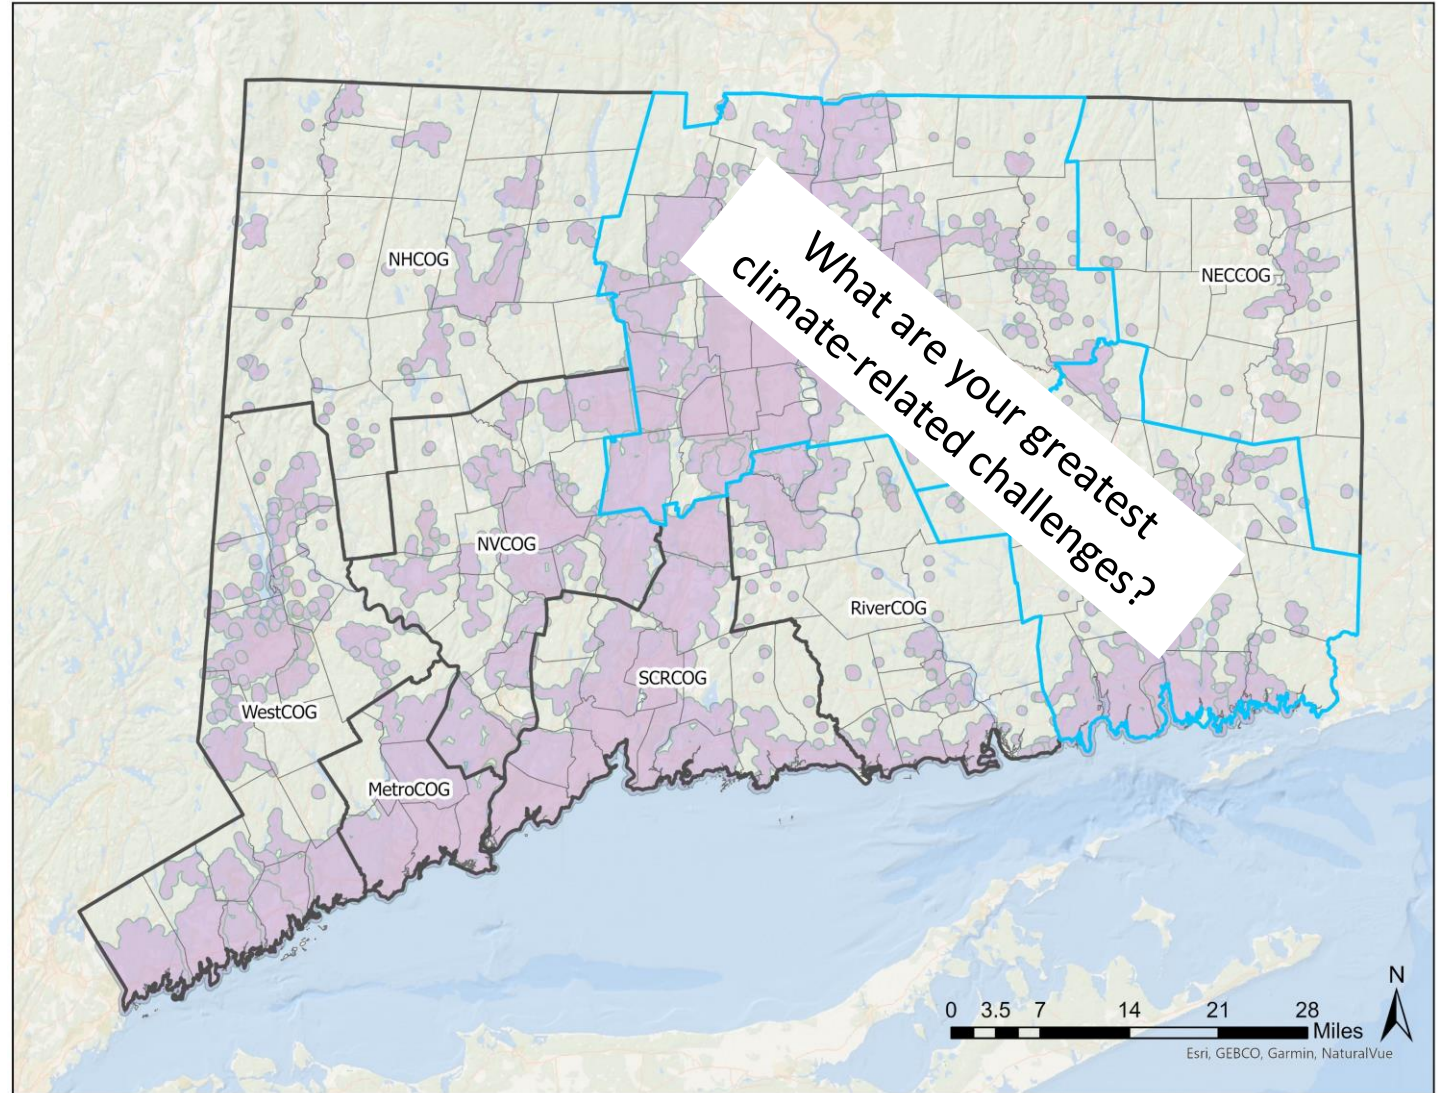 NHCOG
NECCOG
What are your greatest
climate-related challenges?
NVCOG
RiverCOG
SCRCOG
WestCOG
MetroCOG
N
0 3.5 7 14 21 28
Miles
Esri, GEBCO, Garmin, NaturalVue